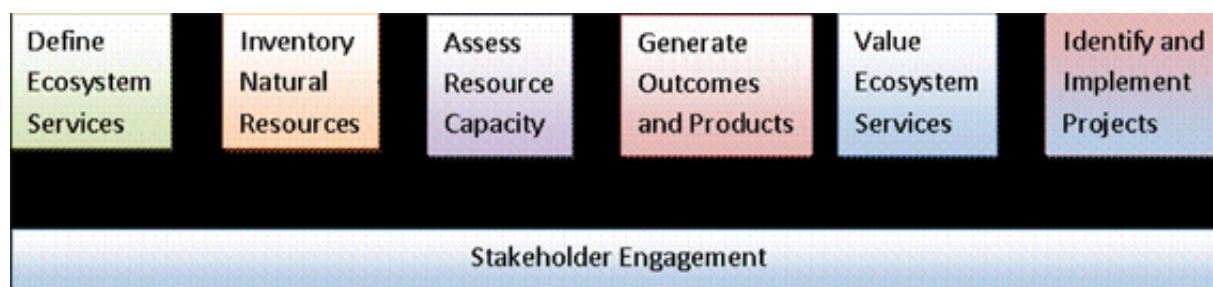 Define
Ecosystem
Services
Inventory
Natural
Resources
Assess
Resource
Capacity
Generate
Outcomes
and Products
Value
Ecosystem
Services
Identify and
Implement
Projects
Stakeholder Engagement